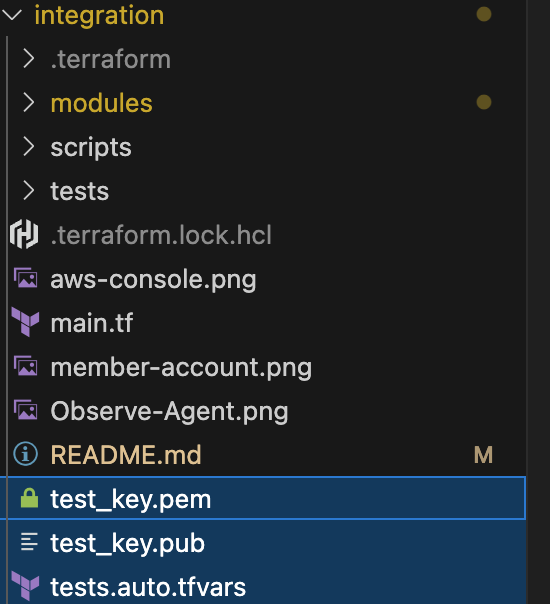 integration
.terraform
modules
scripts
tests
.terraform.lock.hcl
aws-console.png
main.tf
member-account.png
Observe-Agent.png
README.md M
test_key.pem
test_key.pub
tests.auto.tfvars